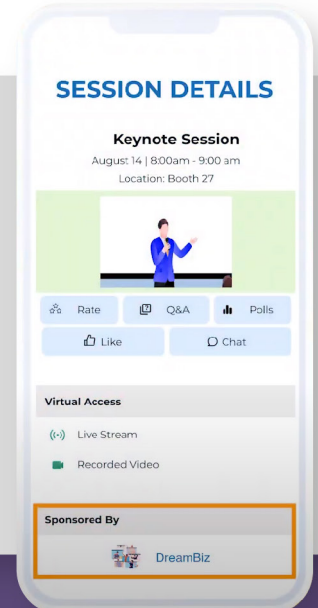 SESSION DETAILS
Keynote Session
August 14 | 8:00am - 9:00 am
Location: Booth 27
Rate
Q&A
Polls
Like
Chat
Virtual Access
Live Stream
Recorded Video
Sponsored By
DreamBiz